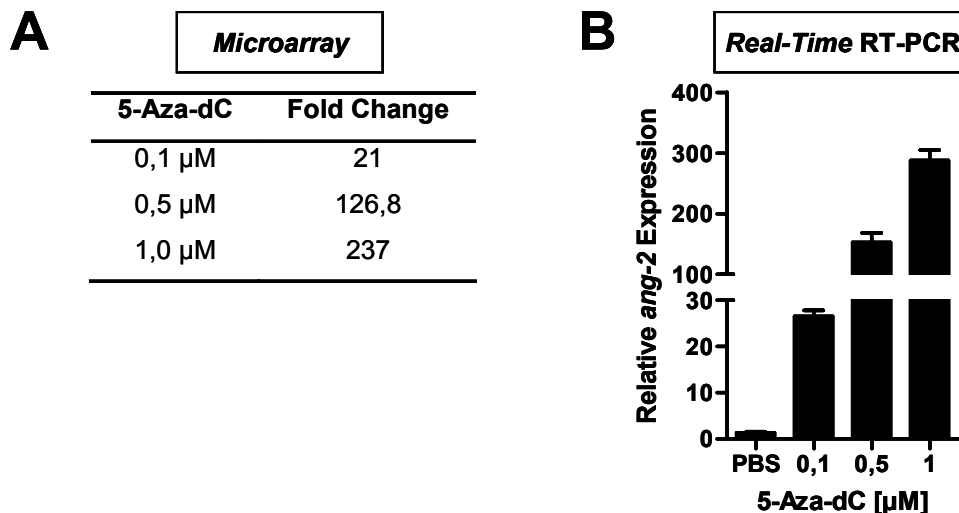 A
Microarray
5-Aza-dC Fold Change
0,1 µM 21
0,5 µM 126,8
1,0 µM 237
B
Real-Time RT-PCR
Relative ang-2 Expression
400
300
200
100
30
20
10
0
PBS 0,1 0,5 1
5-Aza-dC [µM]